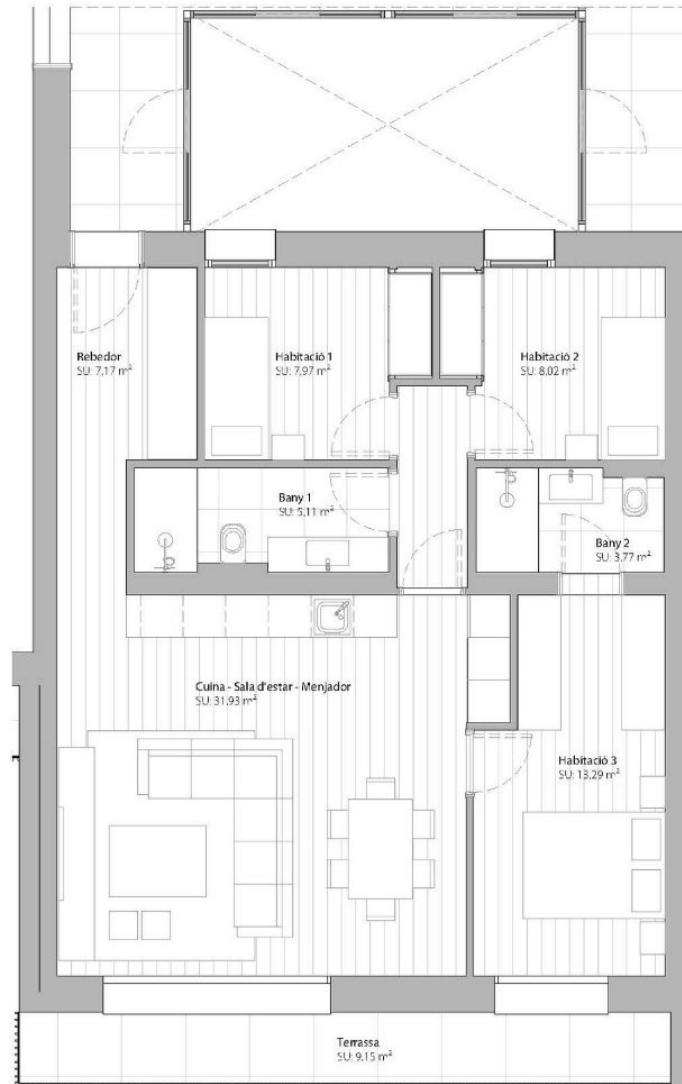 Rebedor
SU: 7,17 m²
Habitació 1
SU: 7,97 m²
Habitació 2
SU: 8,02 m²
Bany 1
SU: 5,11 m²
Bany 2
SU: 3,77 m²
Cuina - Sala d'estar - Menjador
SU: 31,93 m²
Habitació 3
SU: 13,29 m²
Terrassa
SU: 9,15 m²